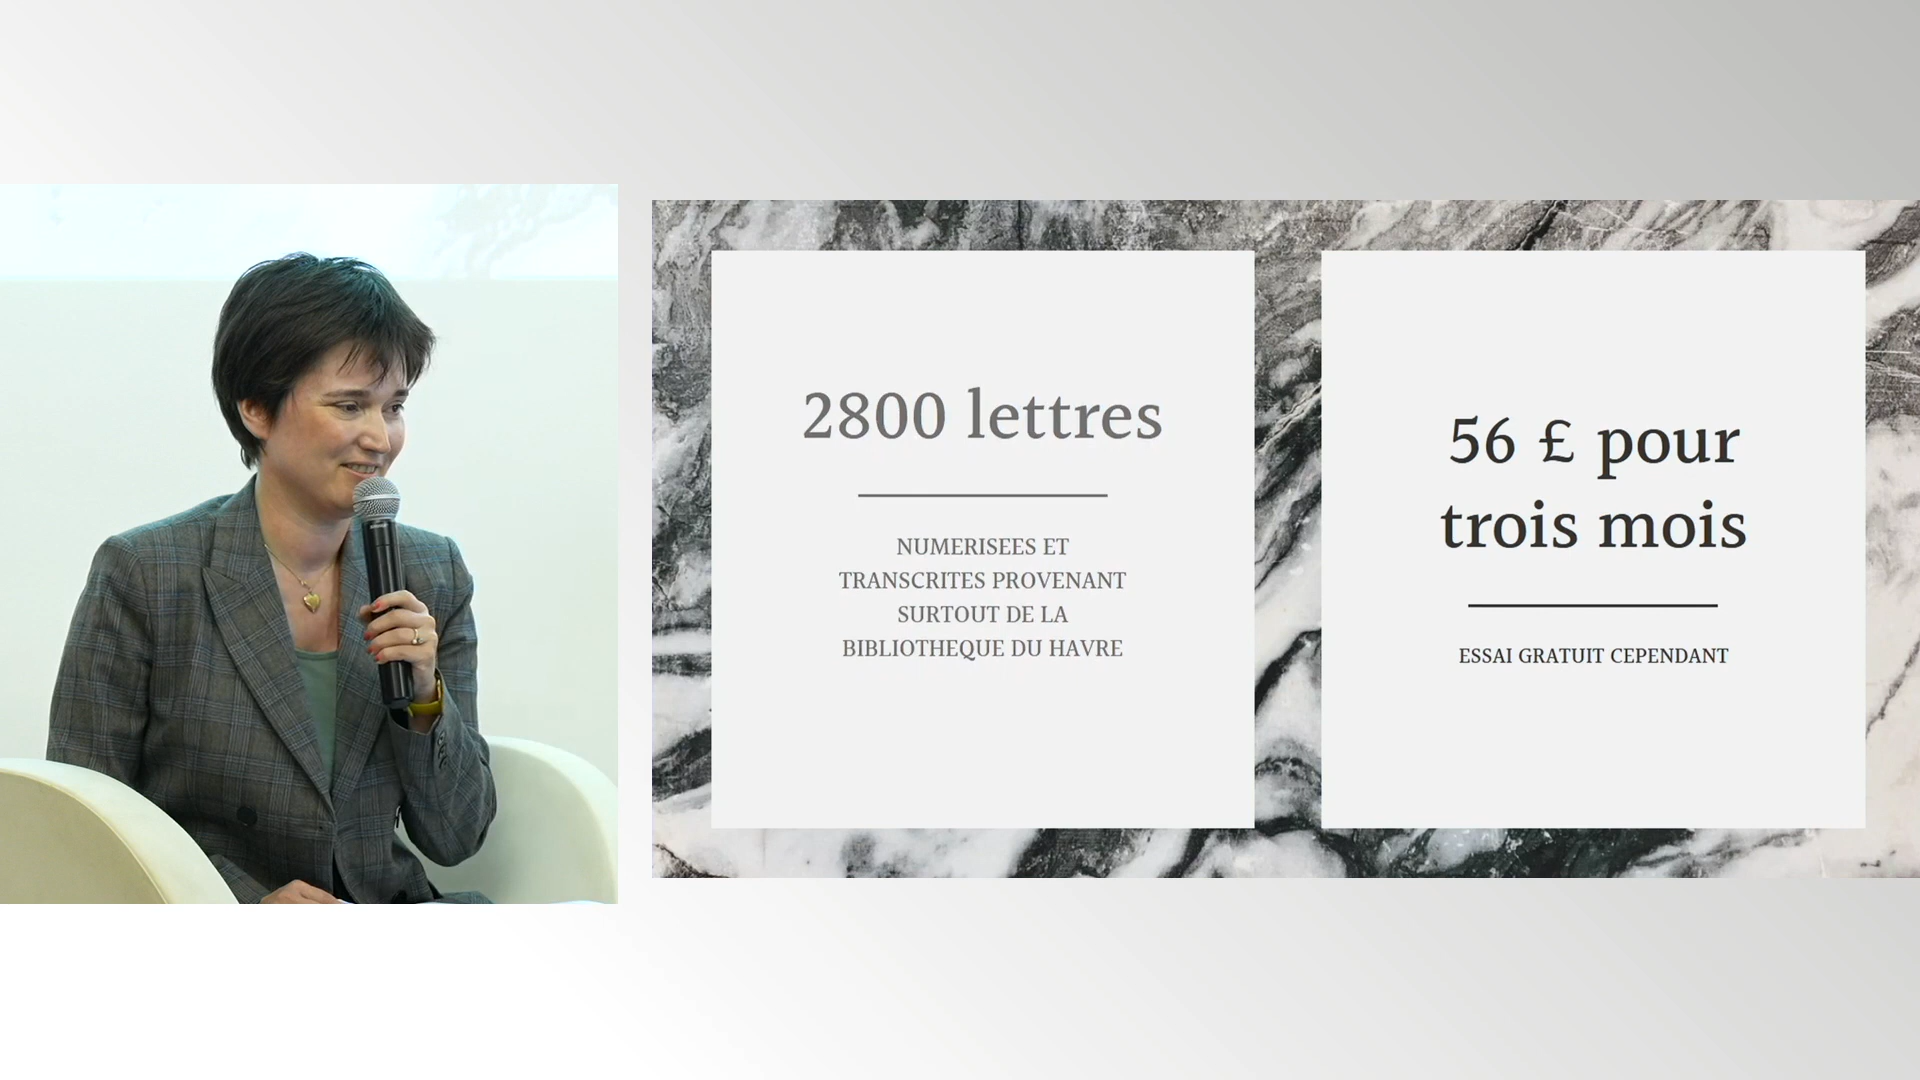 2800 lettres
NUMERISEES ET
TRANSCRITES PROVENANT
SURTOUT DE LA
BIBLIOTHEQUE DU HAVRE
56 £ pour
trois mois
ESSAI GRATUIT CEPENDANT